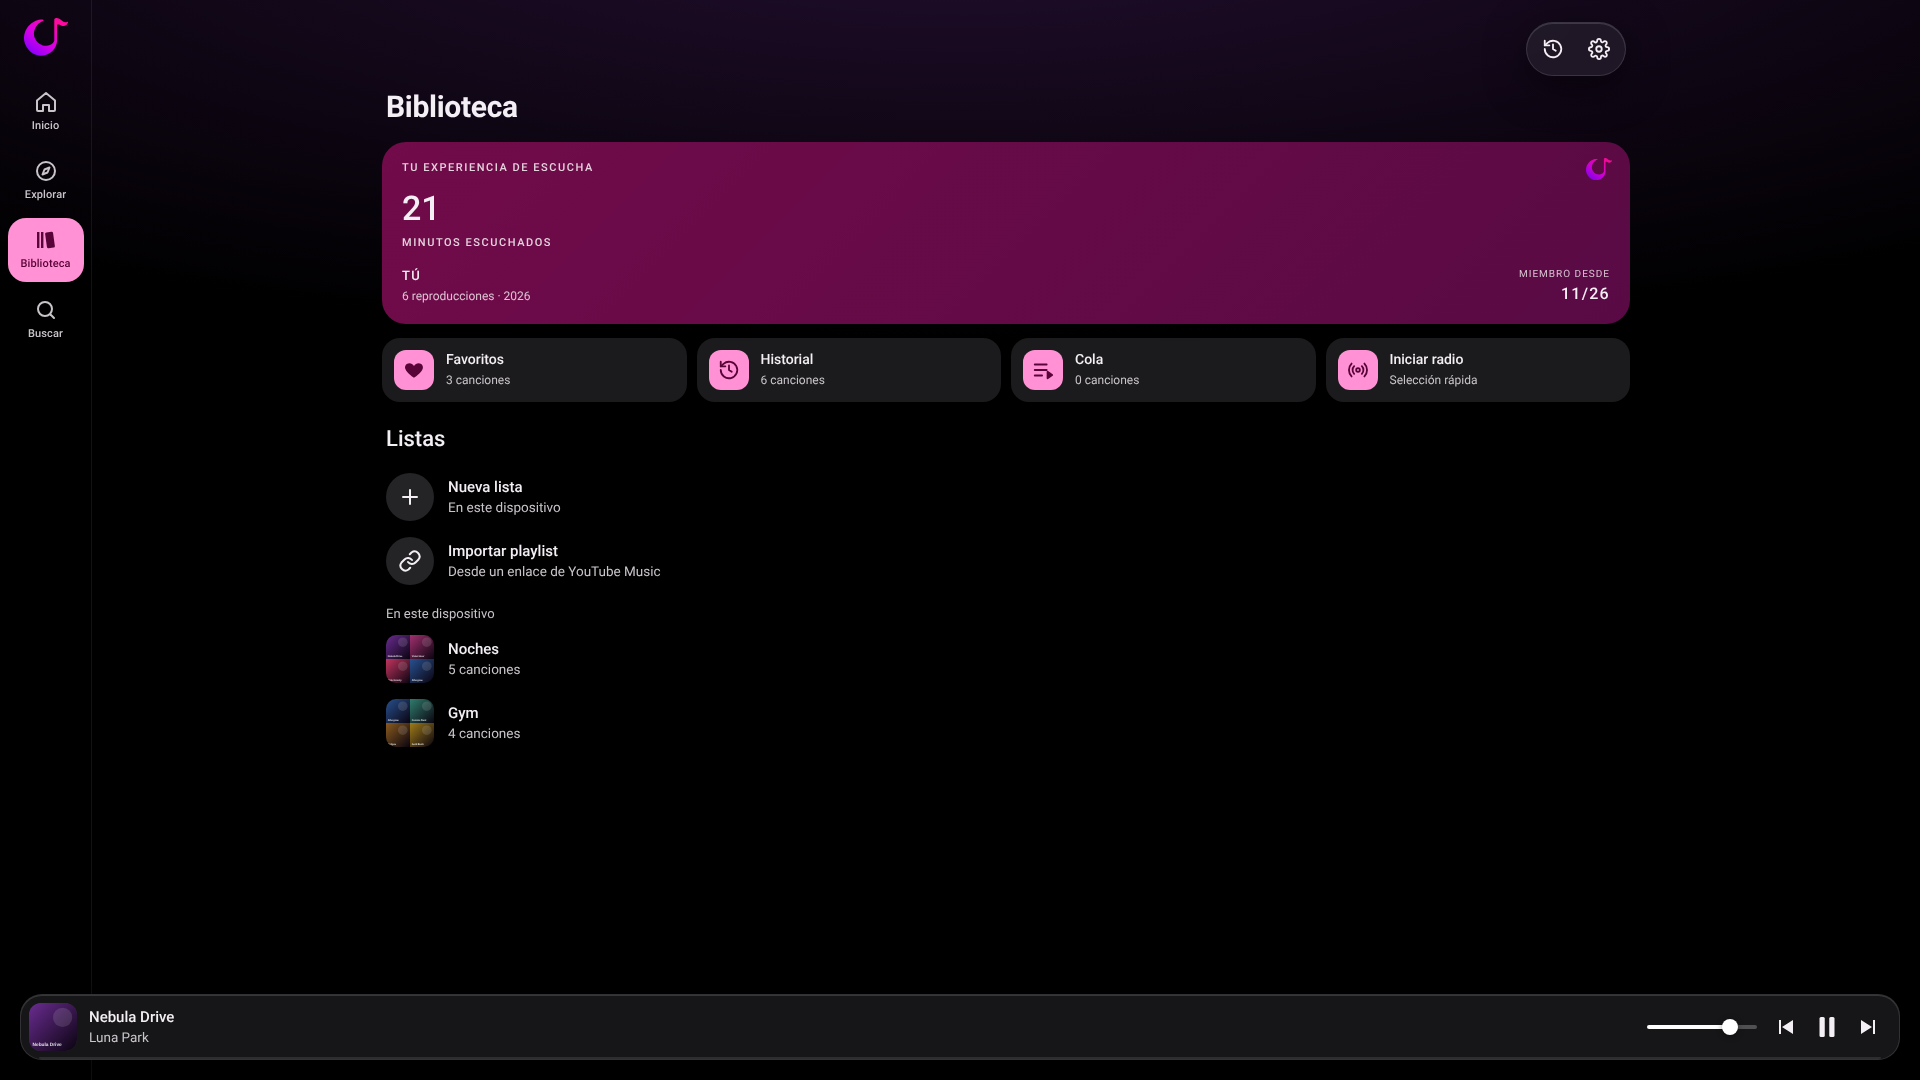 Inicio
Explorar
Biblioteca
Buscar
Biblioteca
TU EXPERIENCIA DE ESCUCHA
21
MINUTOS ESCUCHADOS
TÚ
6 reproducciones · 2026
MIEMBRO DESDE
11/26
Favoritos
3 canciones
Historial
6 canciones
Cola
0 canciones
Iniciar radio
Selección rápida
Listas
Nueva lista
En este dispositivo
Importar playlist
Desde un enlace de YouTube Music
En este dispositivo
Noches
5 canciones
Gym
4 canciones
Nebula Drive
Nebula Drive
Luna Park